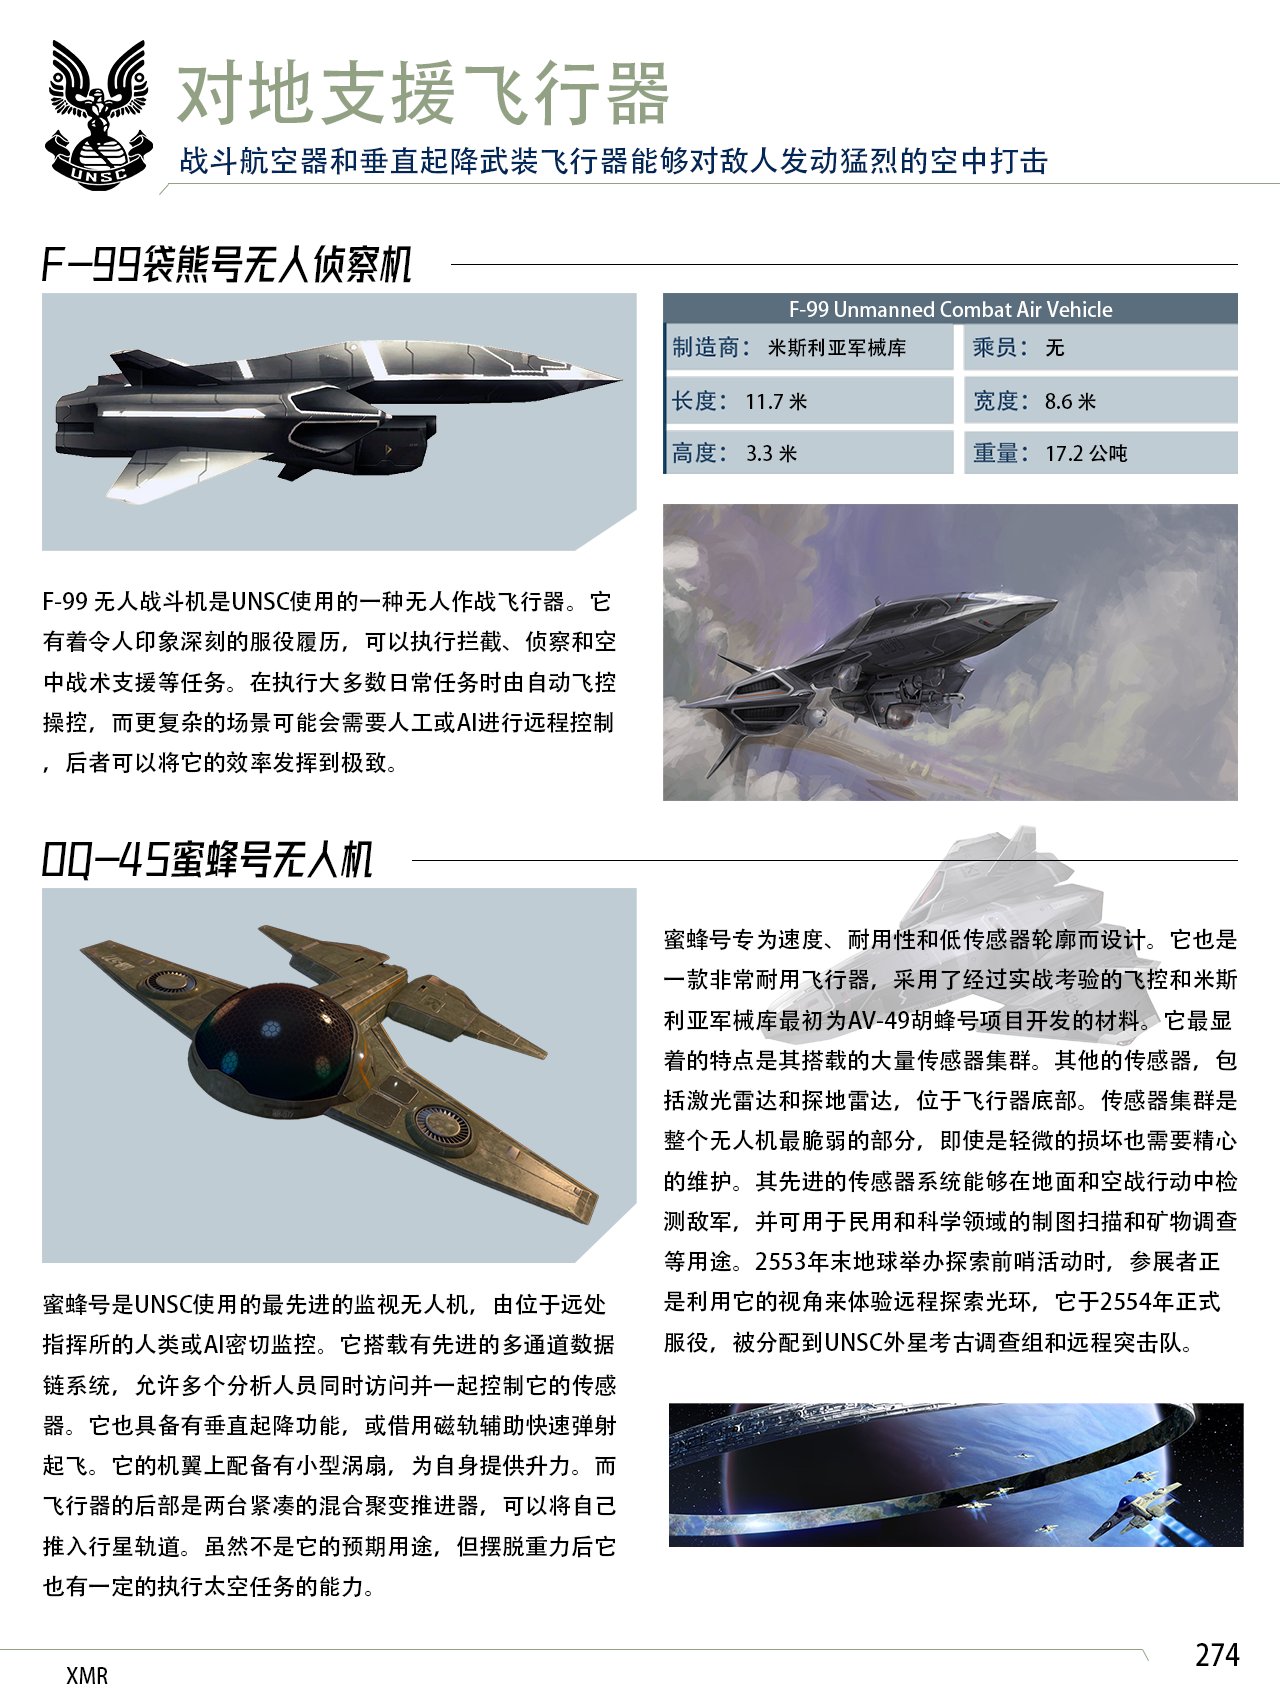 UNSC
对地支援飞行器
战斗航空器和垂直起降武装飞行器能够对敌人发动猛烈的空中打击
F-99袋熊号无人侦察机
F-99 Unmanned Combat Air Vehicle
制造商： 米斯利亚军械库 乘员： 无
长度： 11.7 米 宽度： 8.6 米
高度： 3.3 米 重量： 17.2 公吨
F-99 无人战斗机是UNSC使用的一种无人作战飞行器。它
有着令人印象深刻的服役履历，可以执行拦截、侦察和空
中战术支援等任务。在执行大多数日常任务时由自动飞控
操控，而更复杂的场景可能会需要人工或AI进行远程控制
，后者可以将它的效率发挥到极致。
OQ-45蜜蜂号无人机
蜜蜂号是UNSC使用的最先进的监视无人机，由位于远处
指挥所的人类或AI密切监控。它搭载有先进的多通道数据
链系统，允许多个分析人员同时访问并一起控制它的传感
器。它也具备有垂直起降功能，或借用磁轨辅助快速弹射
起飞。它的机翼上配备有小型涡扇，为自身提供升力。而
飞行器的后部是两台紧凑的混合聚变推进器，可以将自己
推入行星轨道。虽然不是它的预期用途，但摆脱重力后它
也有一定的执行太空任务的能力。
蜜蜂号专为速度、耐用性和低传感器轮廓而设计。它也是
一款非常耐用飞行器，采用了经过实战考验的飞控和米斯
利亚军械库最初为AV-49胡蜂号项目开发的材料。它最显
着的特点是其搭载的大量传感器集群。其他的传感器，包
括激光雷达和探地雷达，位于飞行器底部。传感器集群是
整个无人机最脆弱的部分，即使是轻微的损坏也需要精心
的维护。其先进的传感器系统能够在地面和空战行动中检
测敌军，并可用于民用和科学领域的制图扫描和矿物调查
等用途。2553年末地球举办探索前哨活动时，参展者正
是利用它的视角来体验远程探索光环，它于2554年正式
服役，被分配到UNSC外星考古调查组和远程突击队。
274
XMR